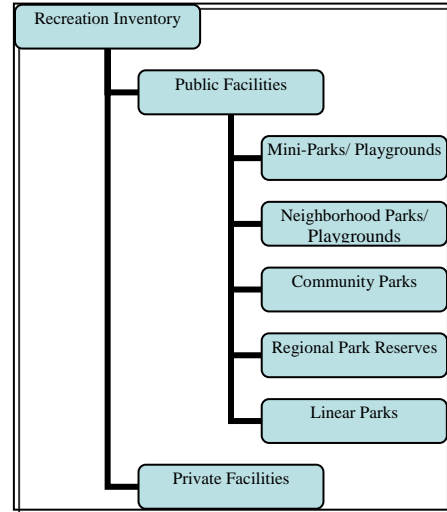 Recreation Inventory
Public Facilities
Mini-Parks/ Playgrounds
Neighborhood Parks/
Playgrounds
Community Parks
Regional Park Reserves
Linear Parks
Private Facilities